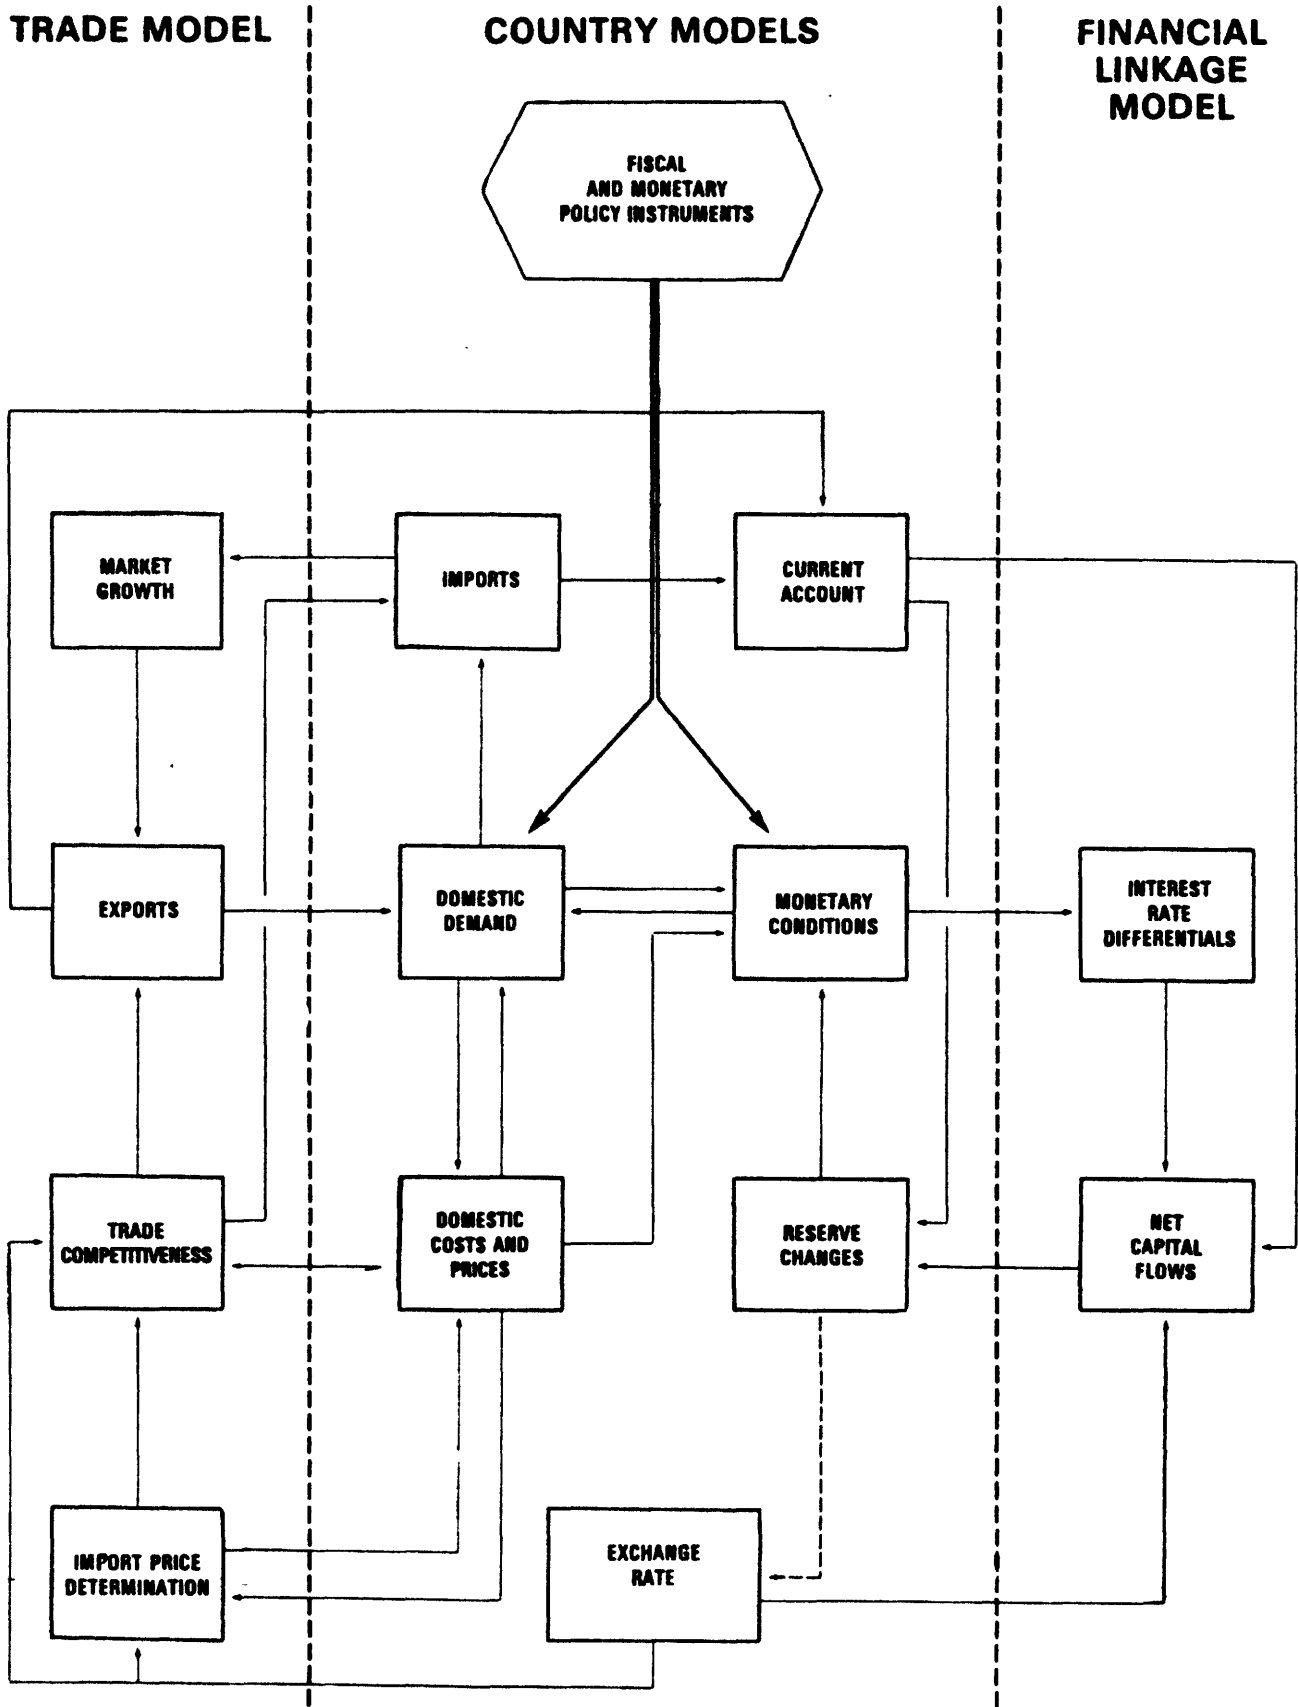 TRADE MODEL
COUNTRY MODELS
FINANCIAL
LINKAGE
MODEL
FISCAL
AND MONETARY
POLICY INSTRUMENTS
MARKET
GROWTH
IMPORTS
CURRENT
ACCOUNT
EXPORTS
DOMESTIC
DEMAND
MONETARY
CONDITIONS
INTEREST
RATE
DIFFERENTIALS
TRADE
COMPETITIVENESS
DOMESTIC
COSTS AND
PRICES
RESERVE
CHANGES
NET
CAPITAL
FLOWS
IMPORT PRICE
DETERMINATION
EXCHANGE
RATE